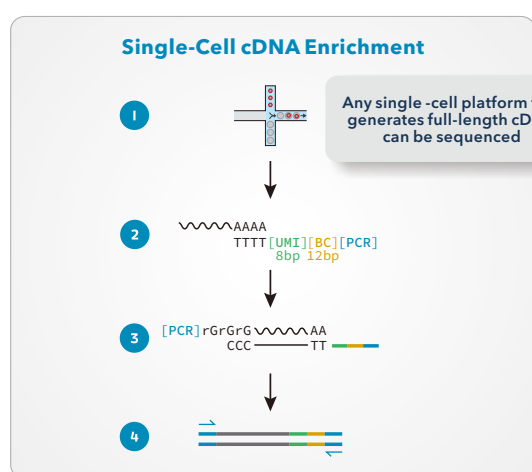 Single-Cell cDNA Enrichment
1
Any single -cell platform
generates full-length
can be sequenced
2
AAAA
TTTT[UMI][BC][PCR]
8bp 12bp
3
[PCR]rGrGrG AA
CCC TT
4